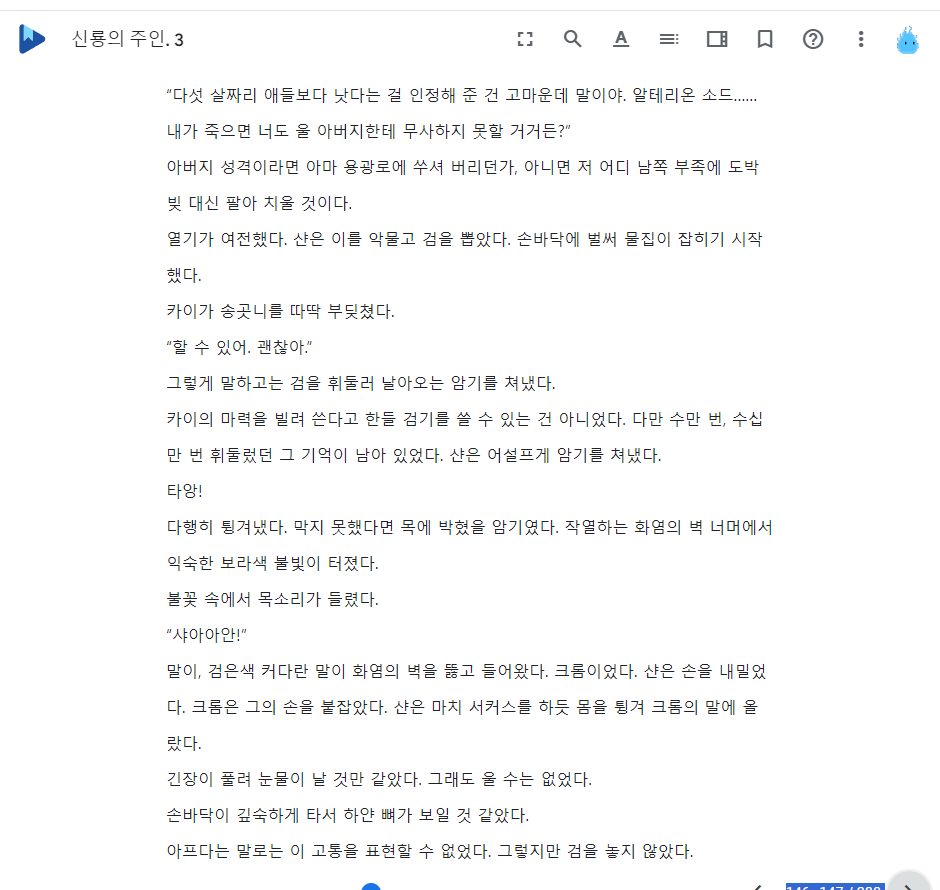 신룡의 주인. 3
“다섯 살짜리 애들보다 낫다는 걸 인정해 준 건 고마운데 말이야. 알테리온 소드……
내가 죽으면 너도 울 아버지한테 무사하지 못할 거거든?”
아버지 성격이라면 아마 용광로에 쑤셔 버리던가, 아니면 저 어디 남쪽 부족에 도박
빚 대신 팔아 치울 것이다.
열기가 여전했다. 샨은 이를 악물고 검을 뽑았다. 손바닥에 벌써 물집이 잡히기 시작
했다.
카이가 송곳니를 따딱 부딪쳤다.
“할 수 있어. 괜찮아.”
그렇게 말하고는 검을 휘둘러 날아오는 암기를 쳐냈다.
카이의 마력을 빌려 쓴다고 한들 검기를 쓸 수 있는 건 아니었다. 다만 수만 번, 수십
만 번 휘둘렀던 그 기억이 남아 있었다. 샨은 어설프게 암기를 쳐냈다.
타앙!
다행히 튕겨냈다. 막지 못했다면 목에 박혔을 암기였다. 작열하는 화염의 벽 너머에서
익숙한 보라색 불빛이 터졌다.
불꽃 속에서 목소리가 들렸다.
“샤아아안!”
말이, 검은색 커다란 말이 화염의 벽을 뚫고 들어왔다. 크롬이었다. 샨은 손을 내밀었
다. 크롬은 그의 손을 붙잡았다. 샨은 마치 서커스를 하듯 몸을 튕겨 크롬의 말에 올
랐다.
긴장이 풀려 눈물이 날 것만 같았다. 그래도 울 수는 없었다.
손바닥이 깊숙하게 타서 하얀 뼈가 보일 것 같았다.
아프다는 말로는 이 고통을 표현할 수 없었다. 그렇지만 검을 놓지 않았다.